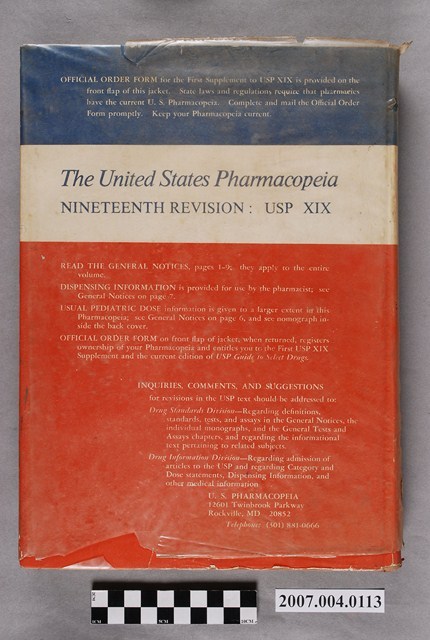 OFFICIAL ORDER FORM for the First Supplement to USP XIX is provided on the
front flap of this jacket. State laws and regulations require that pharmacies
have the current U. S. Pharmacopeia. Complete and mail the Official Order
Form promptly. Keep your Pharmacopeia current.
The United States Pharmacopeia
NINETEENTH REVISION: USP XIX
READ THE GENERAL NOTICES, pages 1-9; they apply to the entire
volume.
DISPENSING INFORMATION is provided for use by the pharmacist; see
General Notices on page 7.
USUAL PEDIATRIC DOSE information is given to a larger extent in this
Pharmacopeia; see General Notices on page 6, and see nomograph in-
side the back cover.
OFFICIAL ORDER FORM on front flap of jacket, when returned, registers
ownership of your Pharmacopeia and entitles you to the First USP XIX
Supplement and the current edition of USP Guide to Select Drugs.
INQUIRIES, COMMENTS, AND SUGGESTIONS
for revisions in the USP text should be addressed to:
Drug Standards Division—Regarding definitions,
standards, tests, and assays in the General Notices, the
individual monographs, and the General Tests and
Assays chapters, and regarding the informational
text pertaining to related subjects.
Drug Information Division—Regarding admission of
articles to the USP and regarding Category and
Dose statements, Dispensing Information, and
other medical information
U. S. PHARMACOPEIA
12601 Twinbrook Parkway
Rockville, MD 20852
Telephone: (301) 881-0666
2007.004.0113